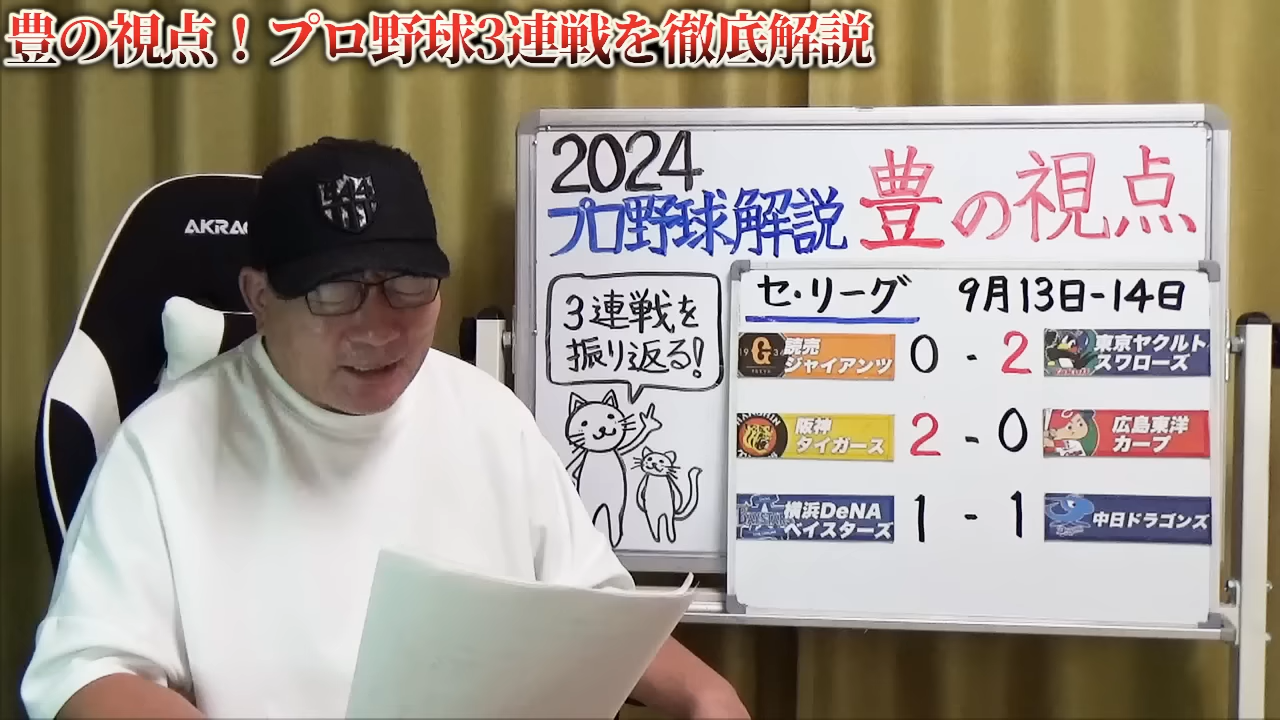 豊の視点！プロ野球3連戦を徹底解説
AKRAC
2024
プロ野球解説 豊の視点
3連戦を
振り返る!
セ・リーグ 9月13日-14日
読売
ジャイアンツ 0 - 2 東京ヤクルト
スワローズ
阪神
タイガース 2 - 0 広島東洋
カープ
横浜DeNA
ベイスターズ 1 - 1 中日ドラゴンズ